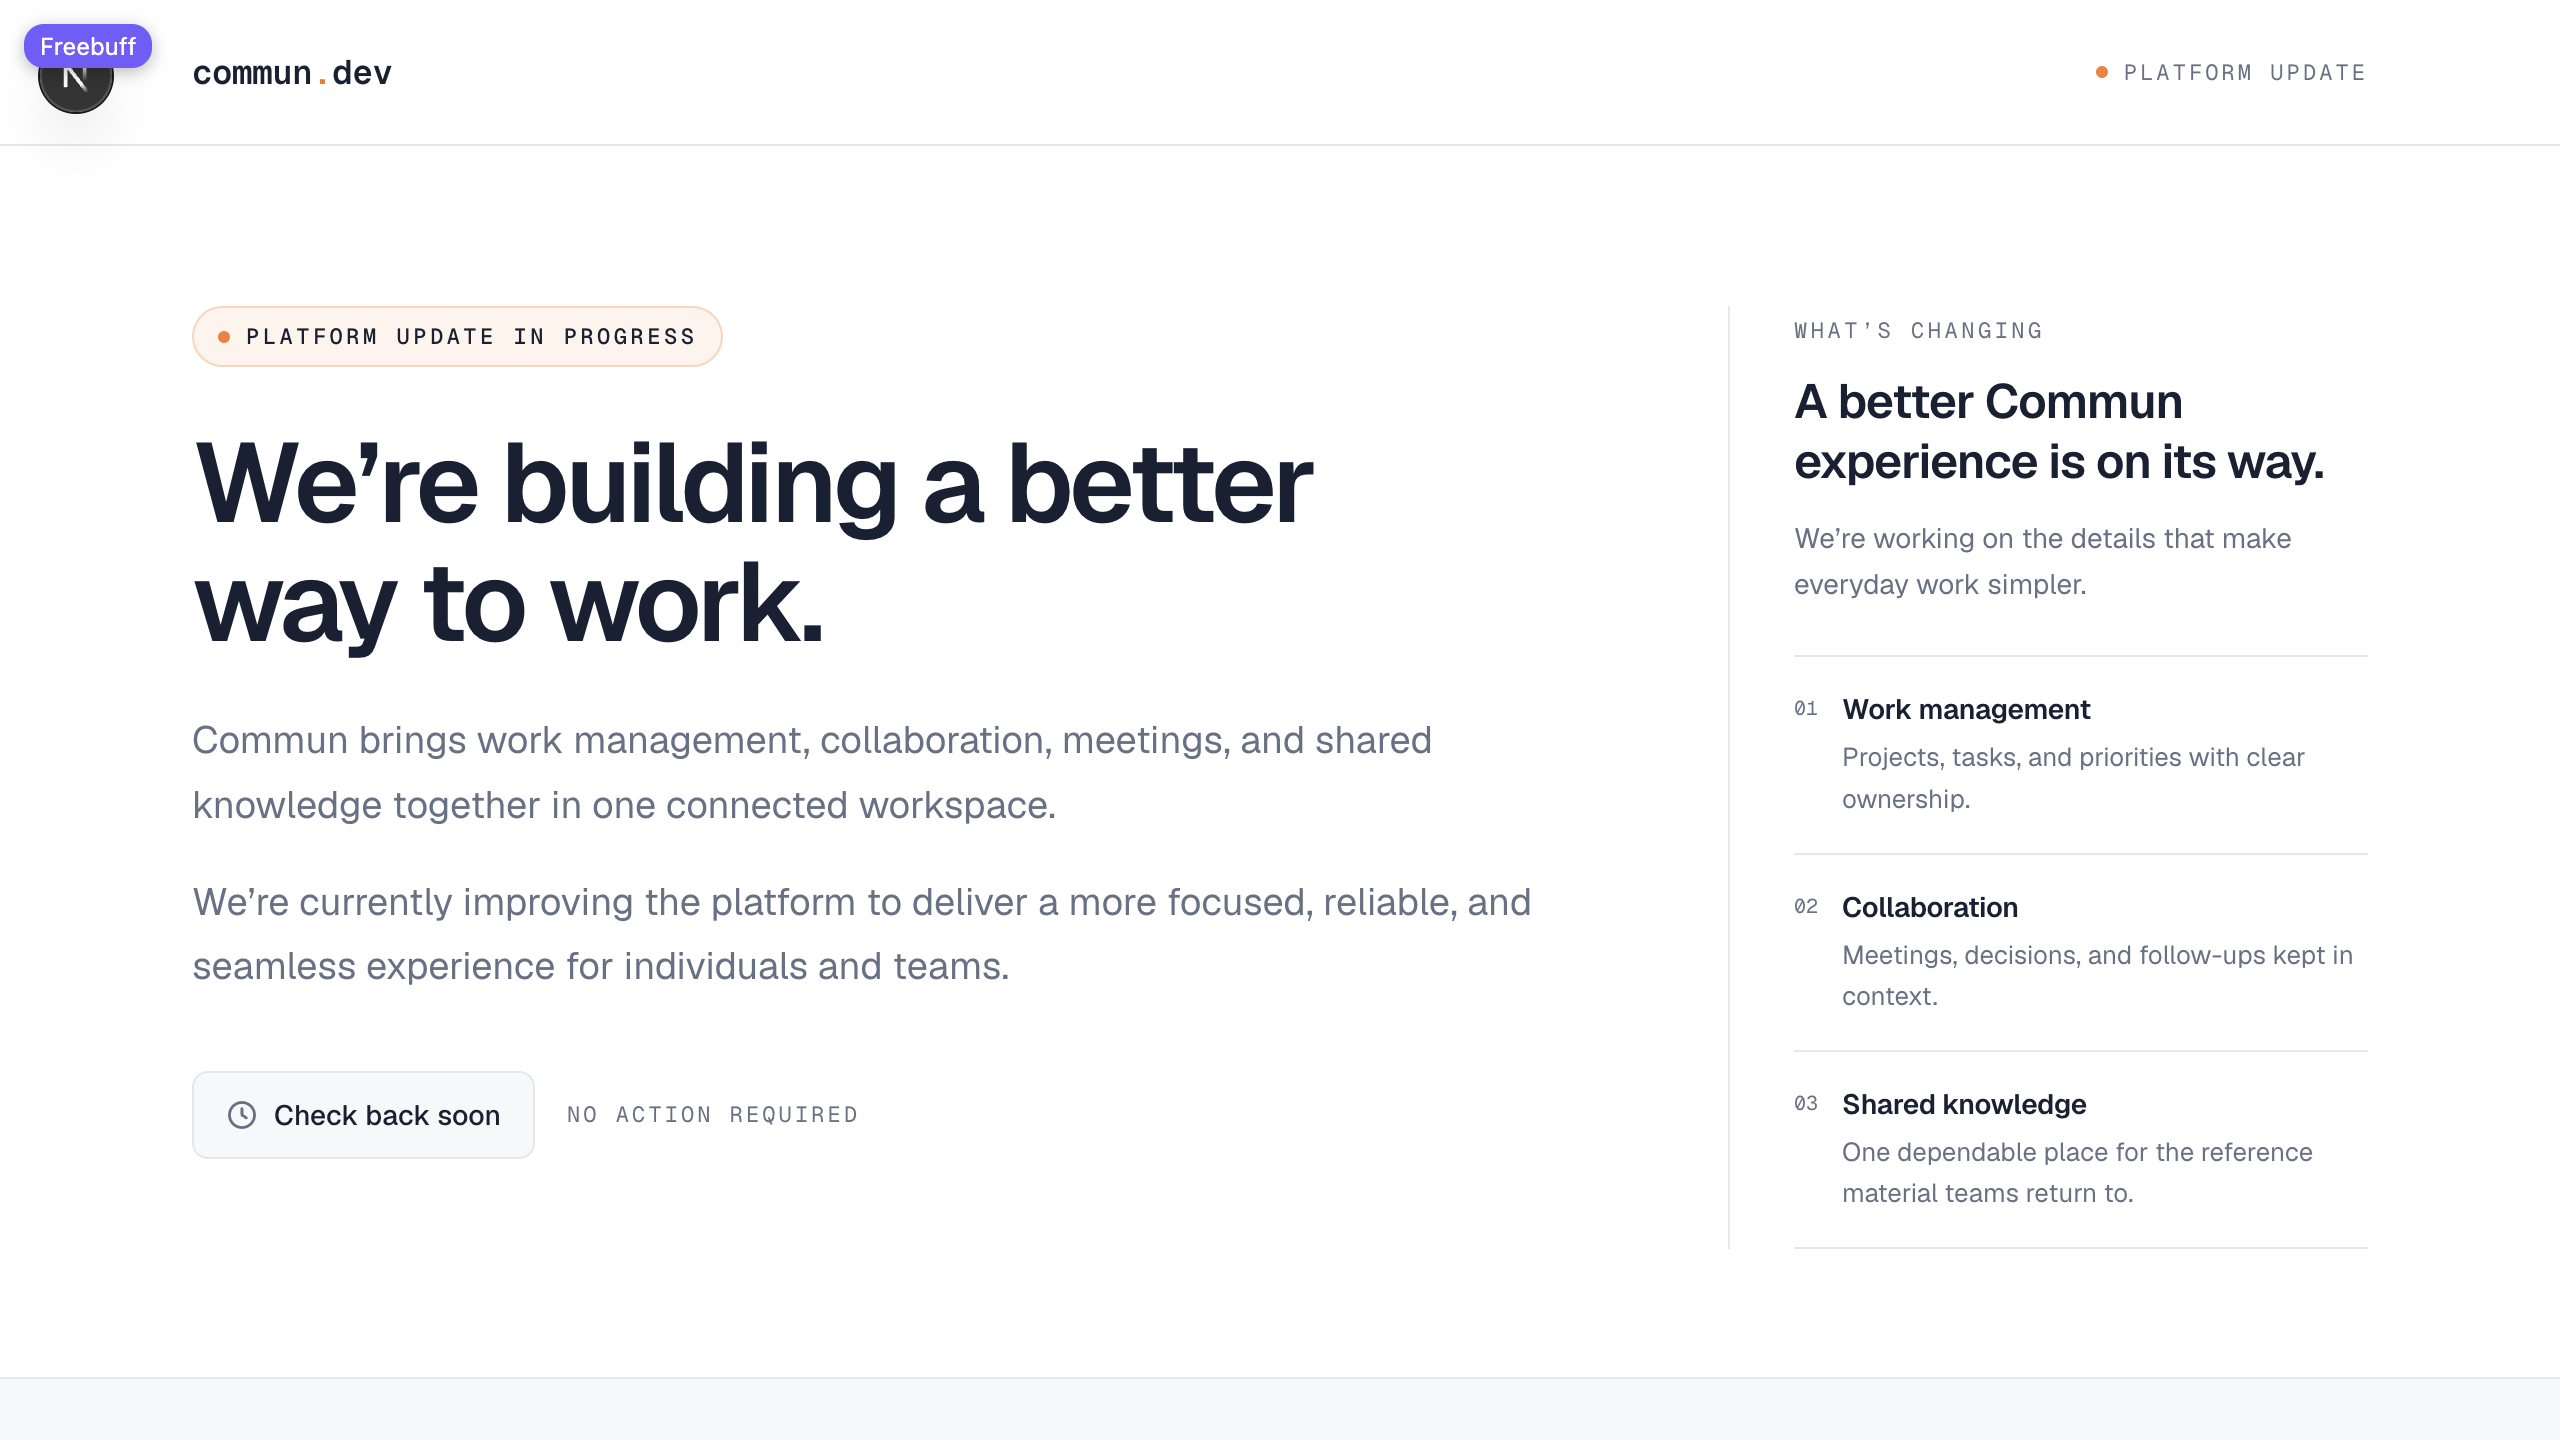 Freebuff
N
commun.dev
PLATFORM UPDATE
PLATFORM UPDATE IN PROGRESS
We’re building a better
way to work.
Commun brings work management, collaboration, meetings, and shared
knowledge together in one connected workspace.
We’re currently improving the platform to deliver a more focused, reliable, and
seamless experience for individuals and teams.
Check back soon
NO ACTION REQUIRED
WHAT’S CHANGING
A better Commun
experience is on its way.
We’re working on the details that make
everyday work simpler.
01 Work management
Projects, tasks, and priorities with clear
ownership.
02 Collaboration
Meetings, decisions, and follow-ups kept in
context.
03 Shared knowledge
One dependable place for the reference
material teams return to.